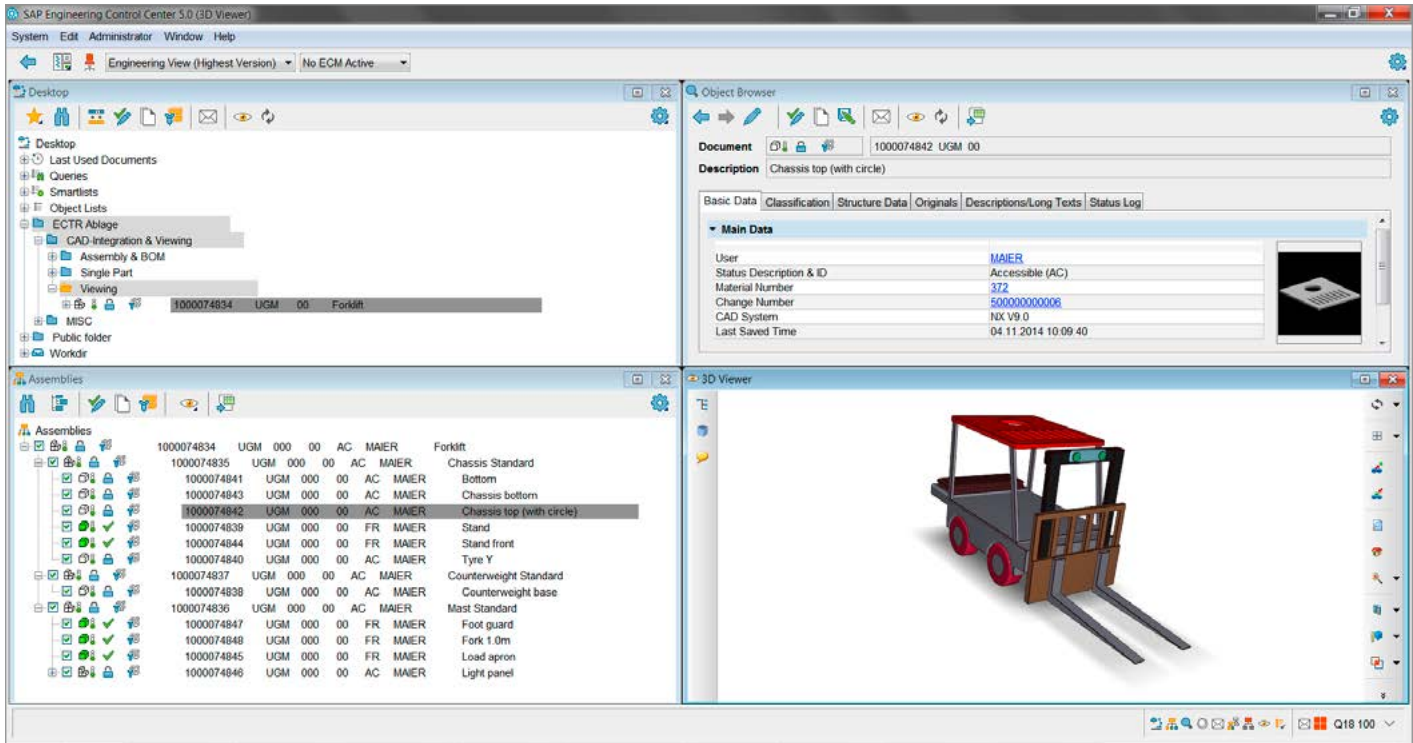 SAP Engineering Control Center 5.0 (3D Viewer)
System Edit Administrator Window Help
Engineering View (Highest Version) No ECM Active
Desktop
Desktop
Last Used Documents
Queries
Smartlists
Object Lists
ECTR Ablage
CAD-Integration & Viewing
Assembly & BOM
Single Part
Viewing
1000074834 UGM 00 Forklift
MISC
Public folder
Workdir
Object Browser
Document 1000074842 UGM 00
Description Chassis top (with circle)
Basic Data Classification Structure Data Originals Descriptions/Long Texts Status Log
Main Data
User MAIER
Status Description & ID Accessible (AC)
Material Number 372
Change Number 500000000006
CAD System NX V9.0
Last Saved Time 04.11.2014 10:09:40
Assemblies
Assemblies
1000074834 UGM 000 00 AC MAIER Forklift
1000074835 UGM 000 00 AC MAIER Chassis Standard
1000074841 UGM 000 00 AC MAIER Bottom
1000074843 UGM 000 00 AC MAIER Chassis bottom
1000074842 UGM 000 00 AC MAIER Chassis top (with circle)
1000074839 UGM 000 00 FR MAIER Stand
1000074844 UGM 000 00 FR MAIER Stand front
1000074840 UGM 000 00 AC MAIER Tyre Y
1000074837 UGM 000 00 AC MAIER Counterweight Standard
1000074838 UGM 000 00 AC MAIER Counterweight base
1000074836 UGM 000 00 AC MAIER Mast Standard
1000074847 UGM 000 00 FR MAIER Foot guard
1000074848 UGM 000 00 FR MAIER Fork 1.0m
1000074845 UGM 000 00 FR MAIER Load apron
1000074846 UGM 000 00 AC MAIER Light panel
3D Viewer
Q18 100